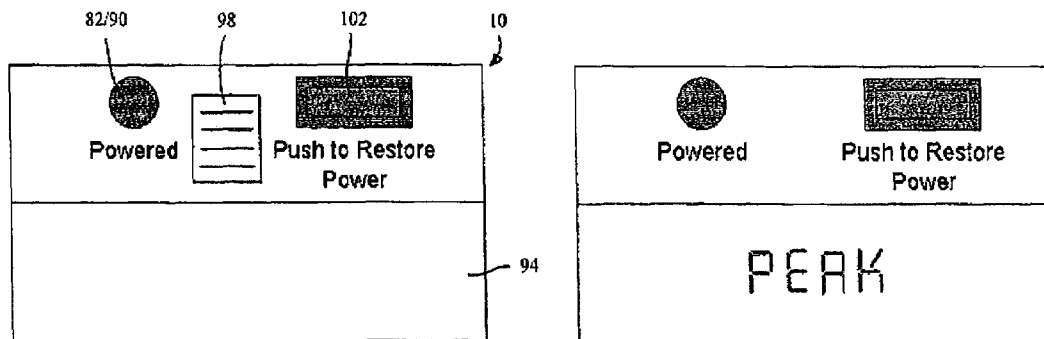 82/90
98
102
10
Powered
Push to Restore
Power
94
Powered
Push to Restore
Power
PEAK